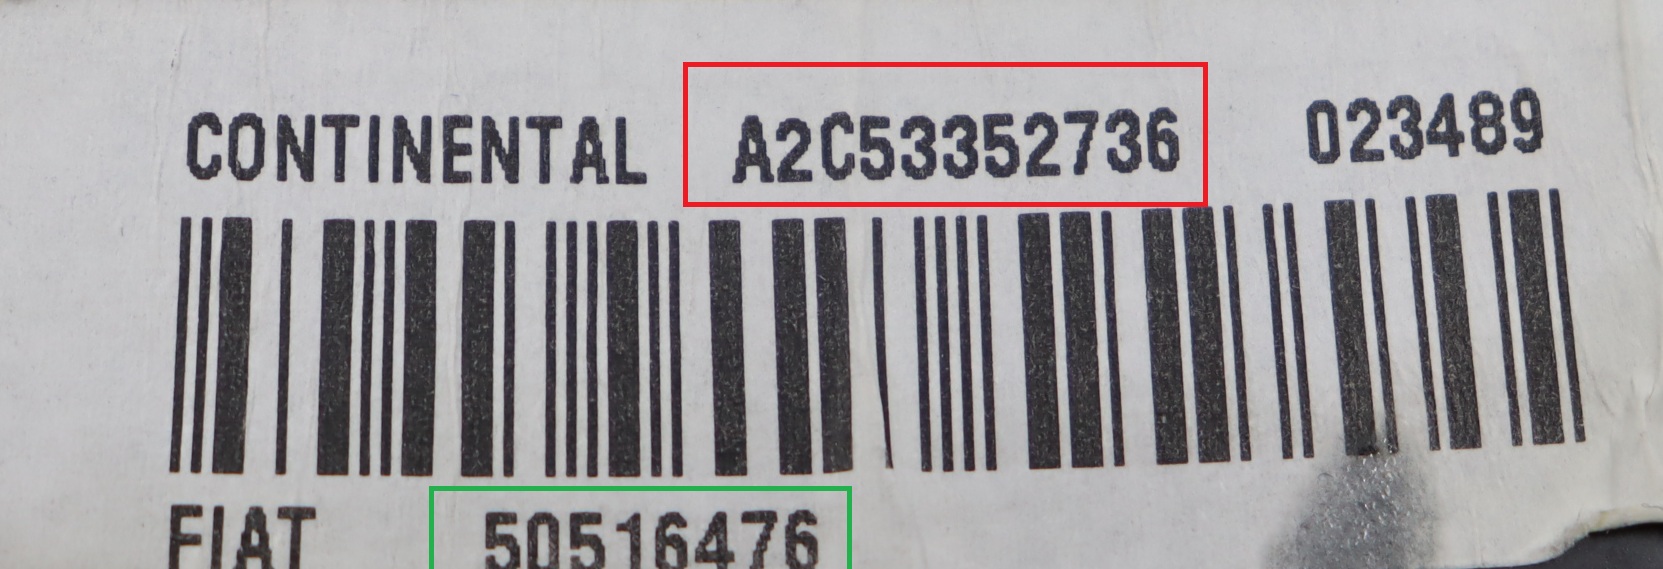 CONTINENTAL A2C53352736 023489
FIAT 50516476